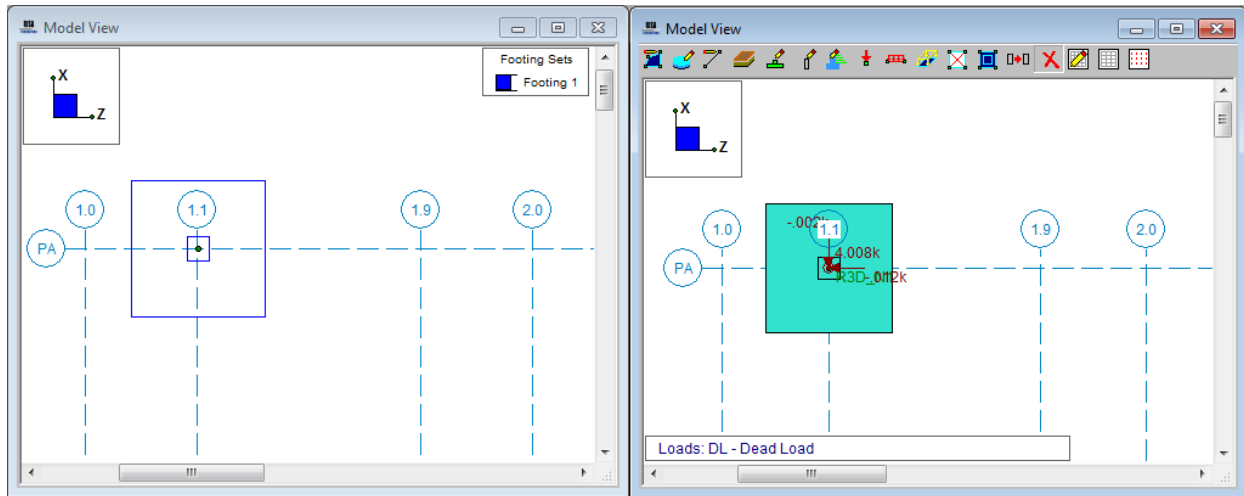 Model View
X
Z
Footing Sets
Footing 1
1.0
1.1
1.9
2.0
PA
Model View
X
Z
1.0
-.002k
1.1
1.9
2.0
4.008k
PA
Loads: DL - Dead Load